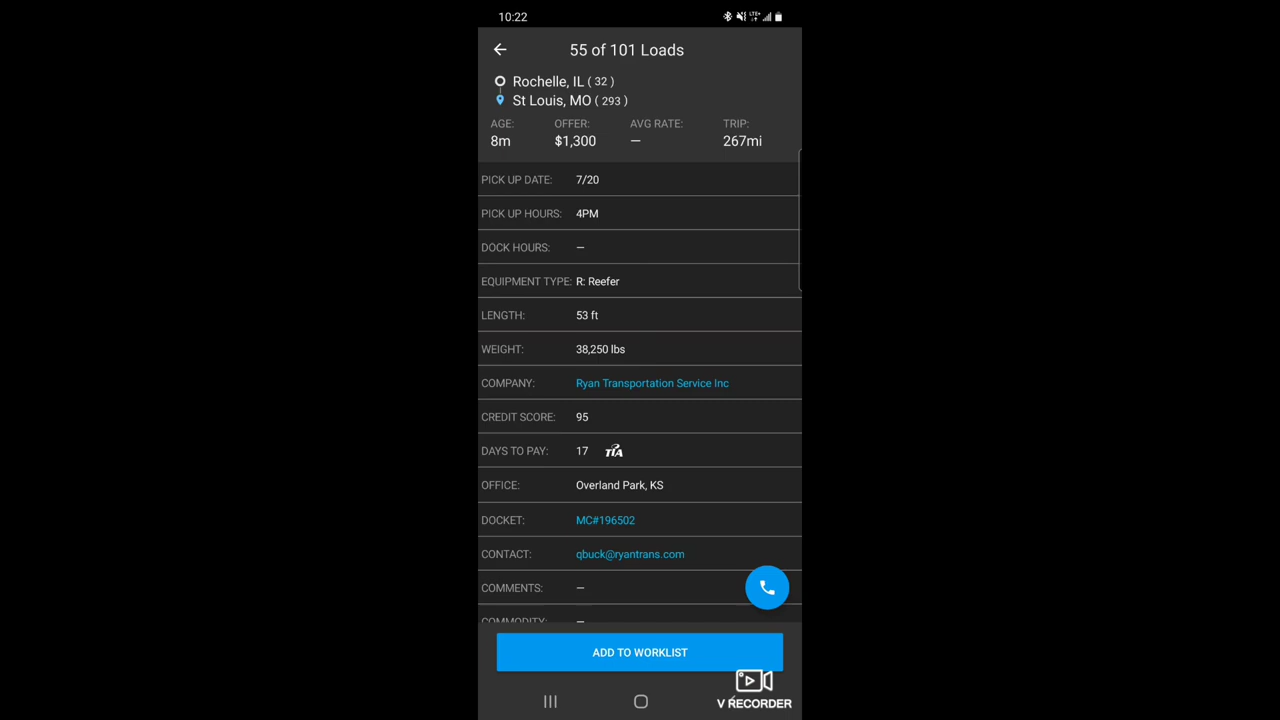 10:22
LTE+
55 of 101 Loads
Rochelle, IL ( 32 )
St Louis, MO ( 293 )
AGE: OFFER: AVG RATE: TRIP:
8m $1,300 — 267mi
PICK UP DATE: 7/20
PICK UP HOURS: 4PM
DOCK HOURS: —
EQUIPMENT TYPE: R: Reefer
LENGTH: 53 ft
WEIGHT: 38,250 lbs
COMPANY: Ryan Transportation Service Inc
CREDIT SCORE: 95
DAYS TO PAY: 17 TIA
OFFICE: Overland Park, KS
DOCKET: MC#196502
CONTACT: qbuck@ryantrans.com
COMMENTS: —
COMMODITY: —
ADD TO WORKLIST
V RECORDER